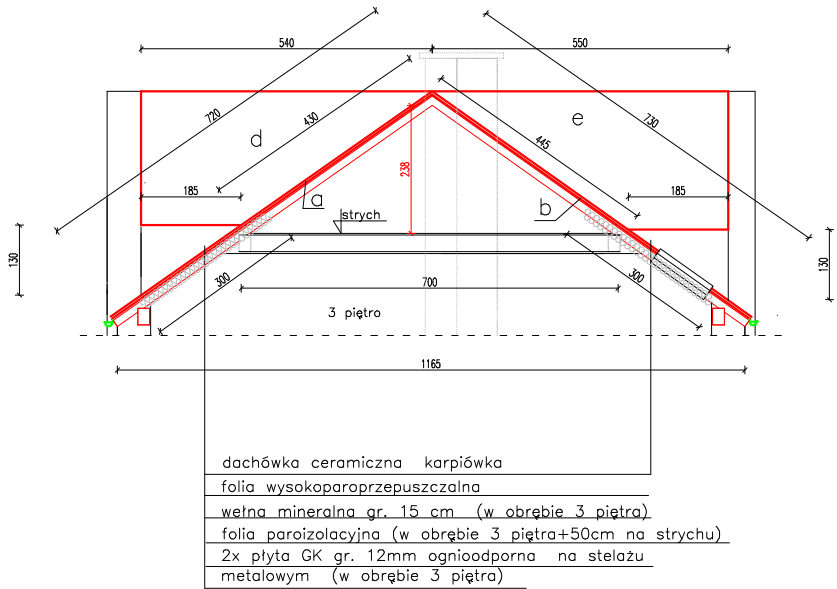 540
550
720
430
d
e
445
730
185
185
238
a
b
strych
130
130
300
300
700
3 piętro
1165
dachówka ceramiczna karpiówka
folia wysokoparoprzepuszczalna
wełna mineralna gr. 15 cm (w obrębie 3 piętra)
folia paroizolacyjna (w obrębie 3 piętra+50cm na strychu)
2x płyta GK gr. 12mm ognioodporna na stelażu
metalowym (w obrębie 3 piętra)